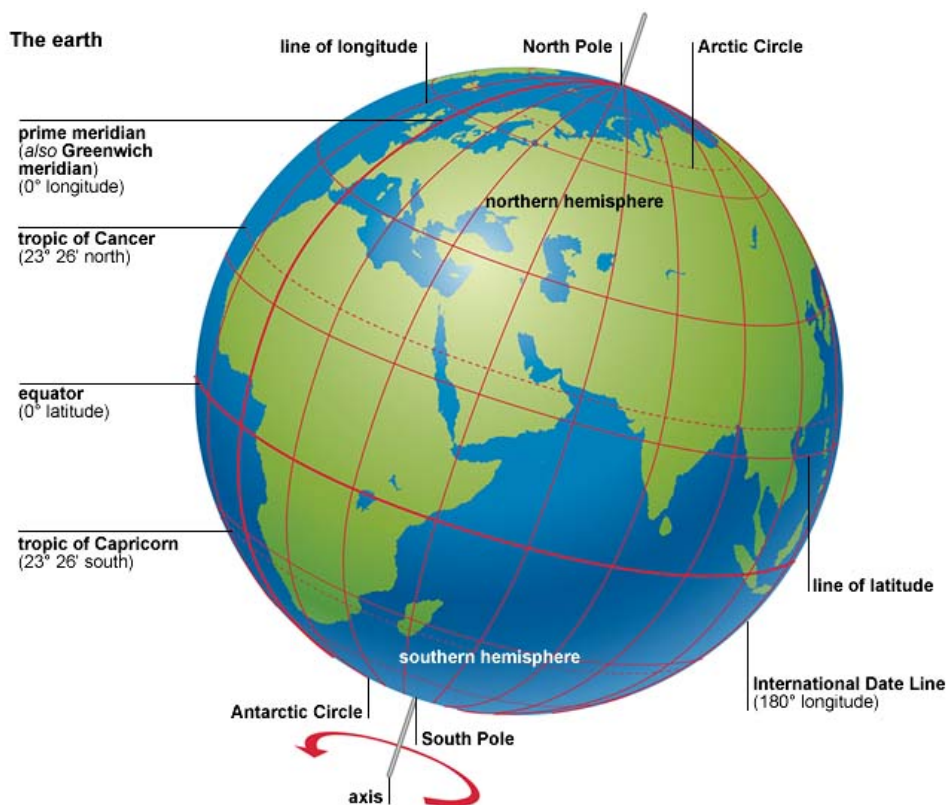 The earth
line of longitude
North Pole
Arctic Circle
prime meridian
(also Greenwich
meridian)
(0° longitude)
northern hemisphere
tropic of Cancer
(23° 26' north)
equator
(0° latitude)
tropic of Capricorn
(23° 26' south)
line of latitude
southern hemisphere
International Date Line
(180° longitude)
Antarctic Circle
South Pole
axis